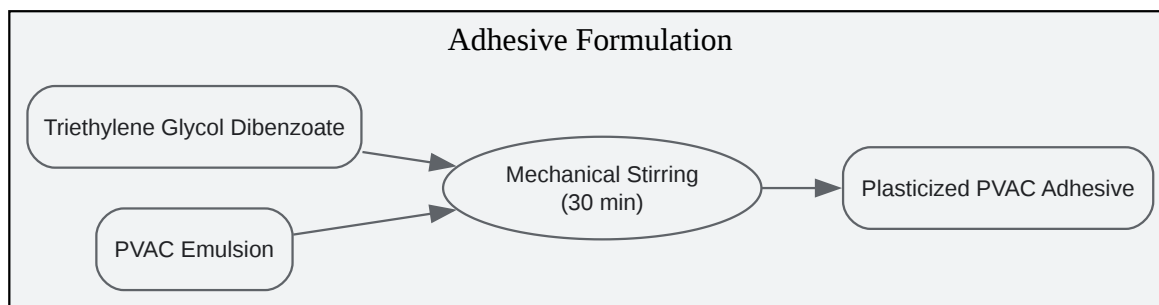 Adhesive Formulation
Triethylene Glycol Dibenzoate
PVAC Emulsion
Mechanical Stirring
(30 min)
Plasticized PVAC Adhesive